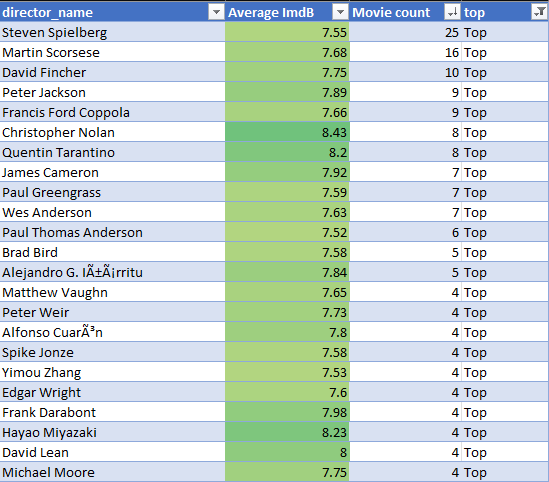 director_name Average ImdB Movie count top
Steven Spielberg 7.55 25 Top
Martin Scorsese 7.68 16 Top
David Fincher 7.75 10 Top
Peter Jackson 7.89 9 Top
Francis Ford Coppola 7.66 9 Top
Christopher Nolan 8.43 8 Top
Quentin Tarantino 8.2 8 Top
James Cameron 7.92 7 Top
Paul Greengrass 7.59 7 Top
Wes Anderson 7.63 7 Top
Paul Thomas Anderson 7.52 6 Top
Brad Bird 7.58 5 Top
Alejandro G. IÃ±Ã¡rritu 7.84 5 Top
Matthew Vaughn 7.65 4 Top
Peter Weir 7.73 4 Top
Alfonso CuarÃ³n 7.8 4 Top
Spike Jonze 7.58 4 Top
Yimou Zhang 7.53 4 Top
Edgar Wright 7.6 4 Top
Frank Darabont 7.98 4 Top
Hayao Miyazaki 8.23 4 Top
David Lean 8 4 Top
Michael Moore 7.75 4 Top